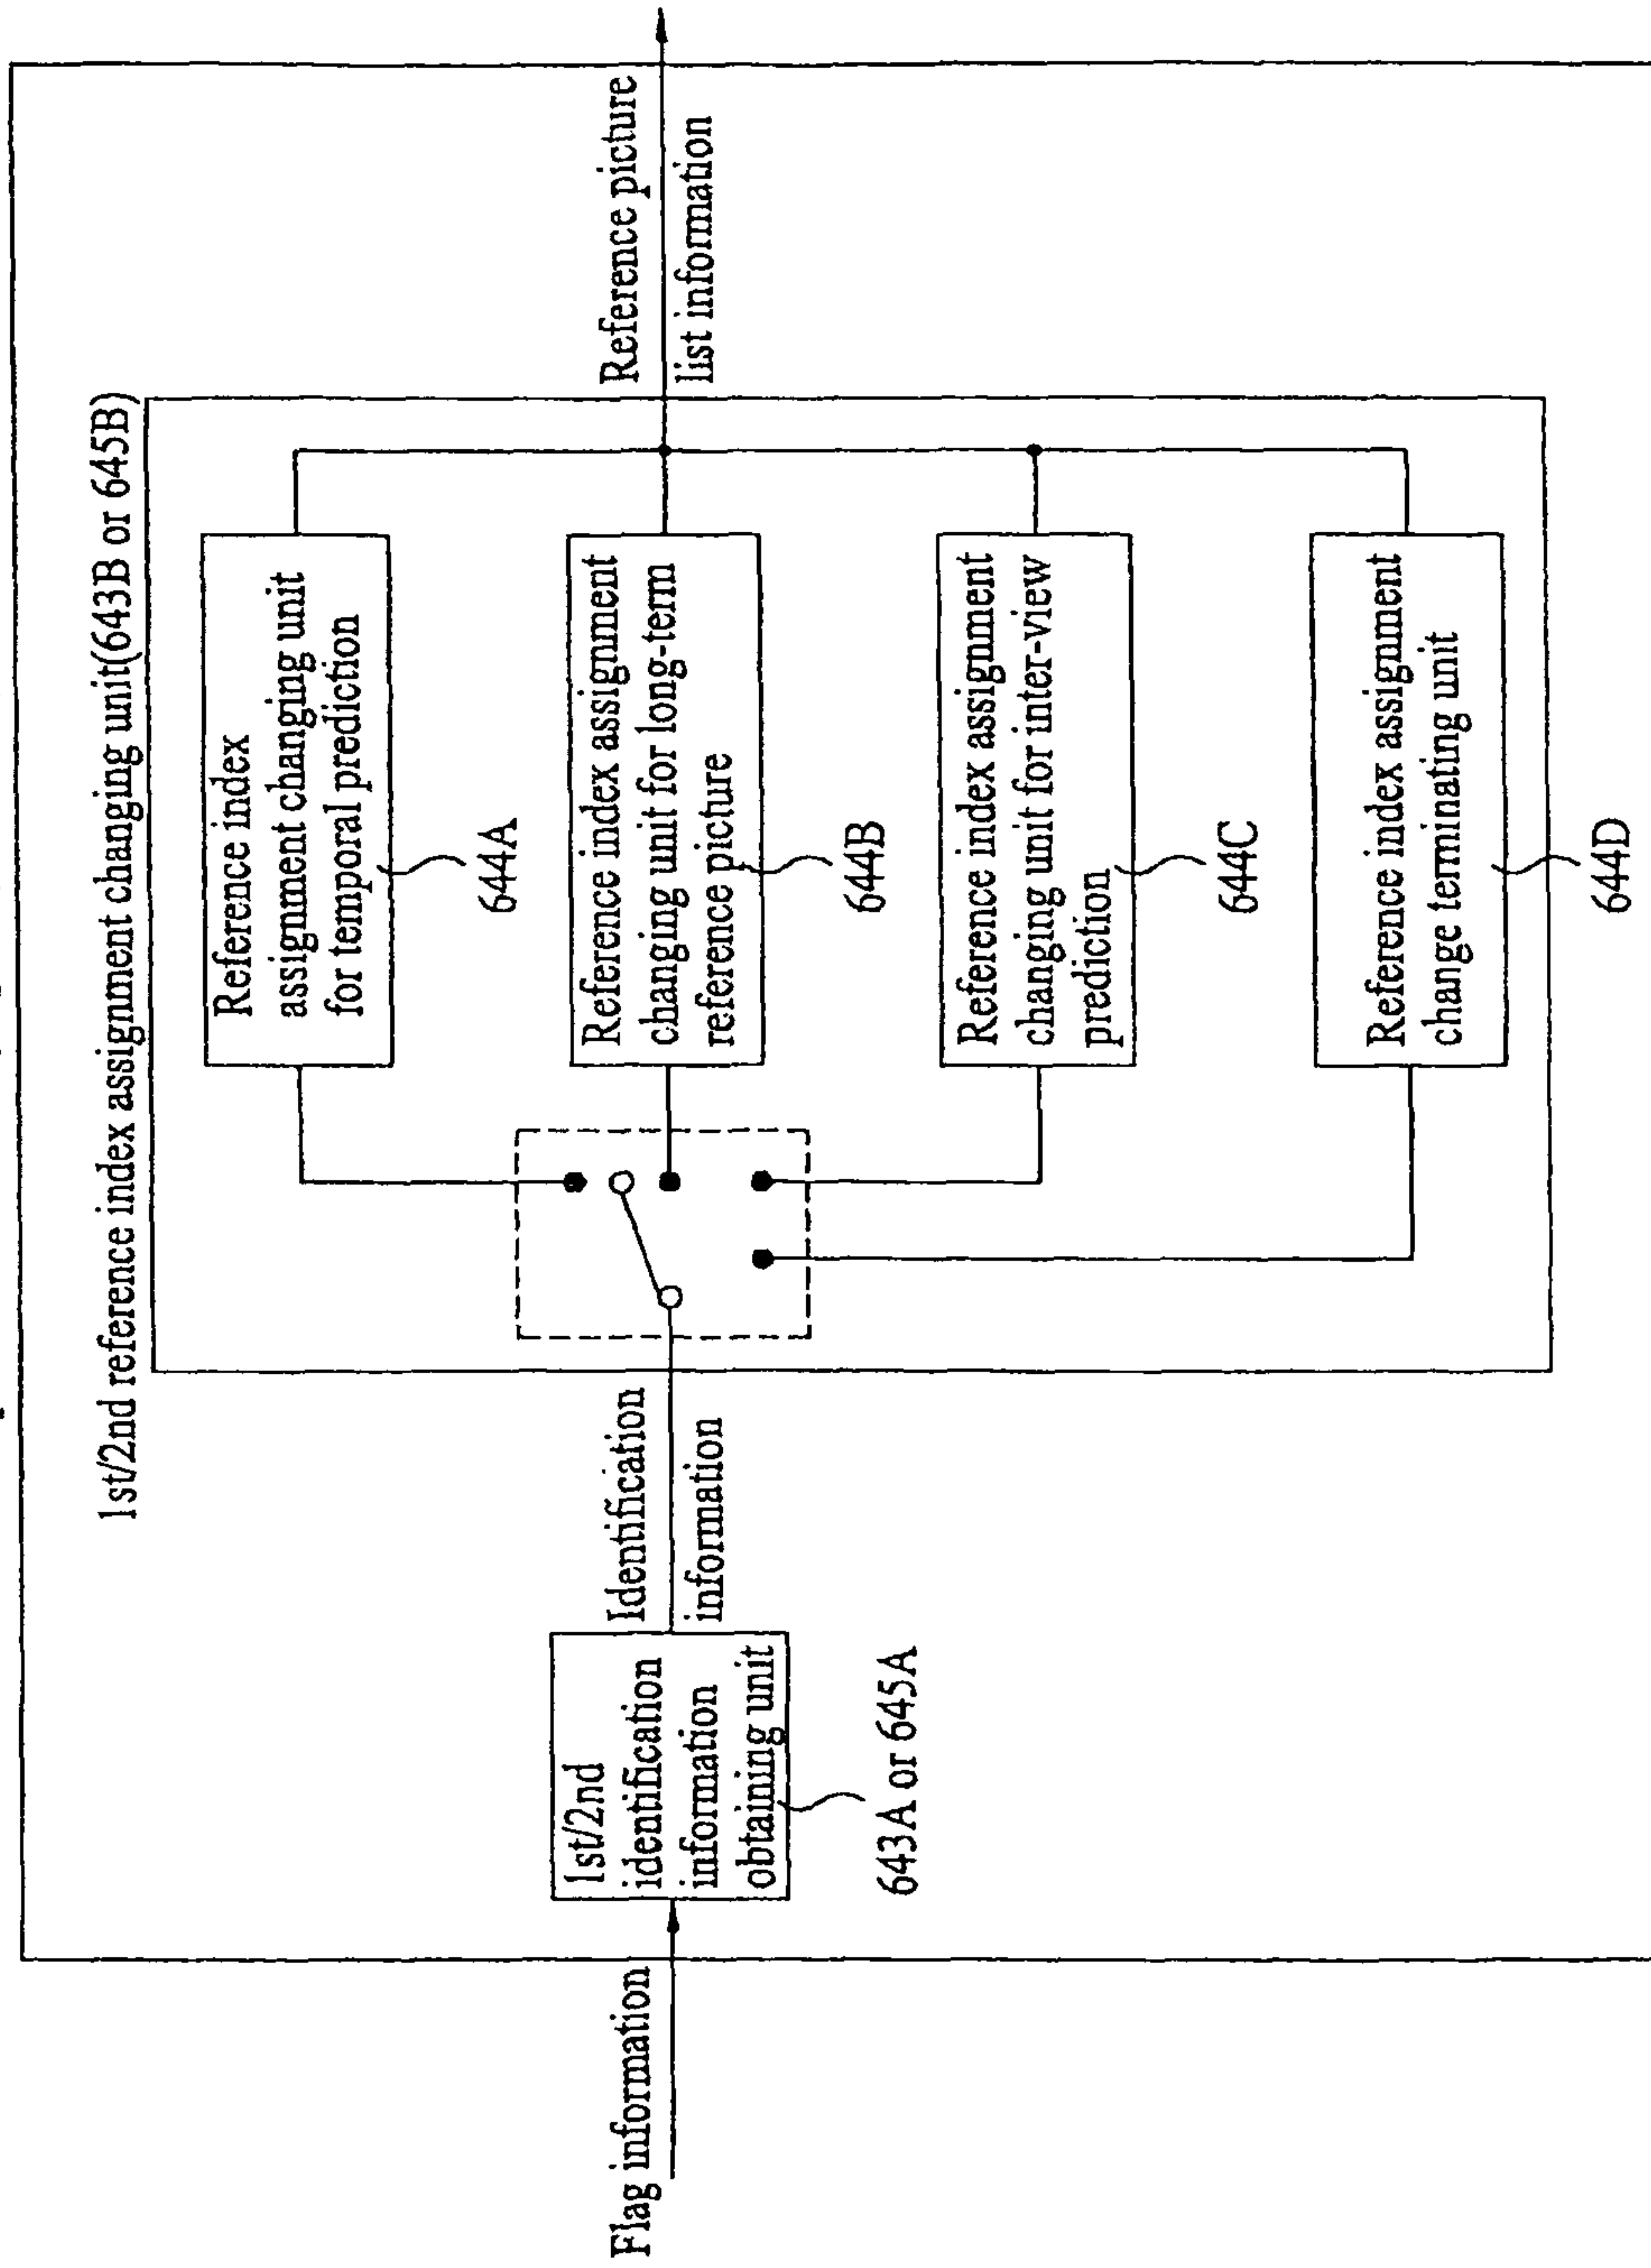 1st/2nd reference index assignment changing unit(643B or 645B)
Flag information
1st/2nd
identification
information
obtaining unit
643A or 645A
Identification
information
Reference index
assignment changing unit
for temporal prediction
644A
Reference index assignment
changing unit for long-term
reference picture
644B
Reference index assignment
changing unit for inter-view
prediction
644C
Reference index assignment
change terminating unit
644D
Reference picture
list information